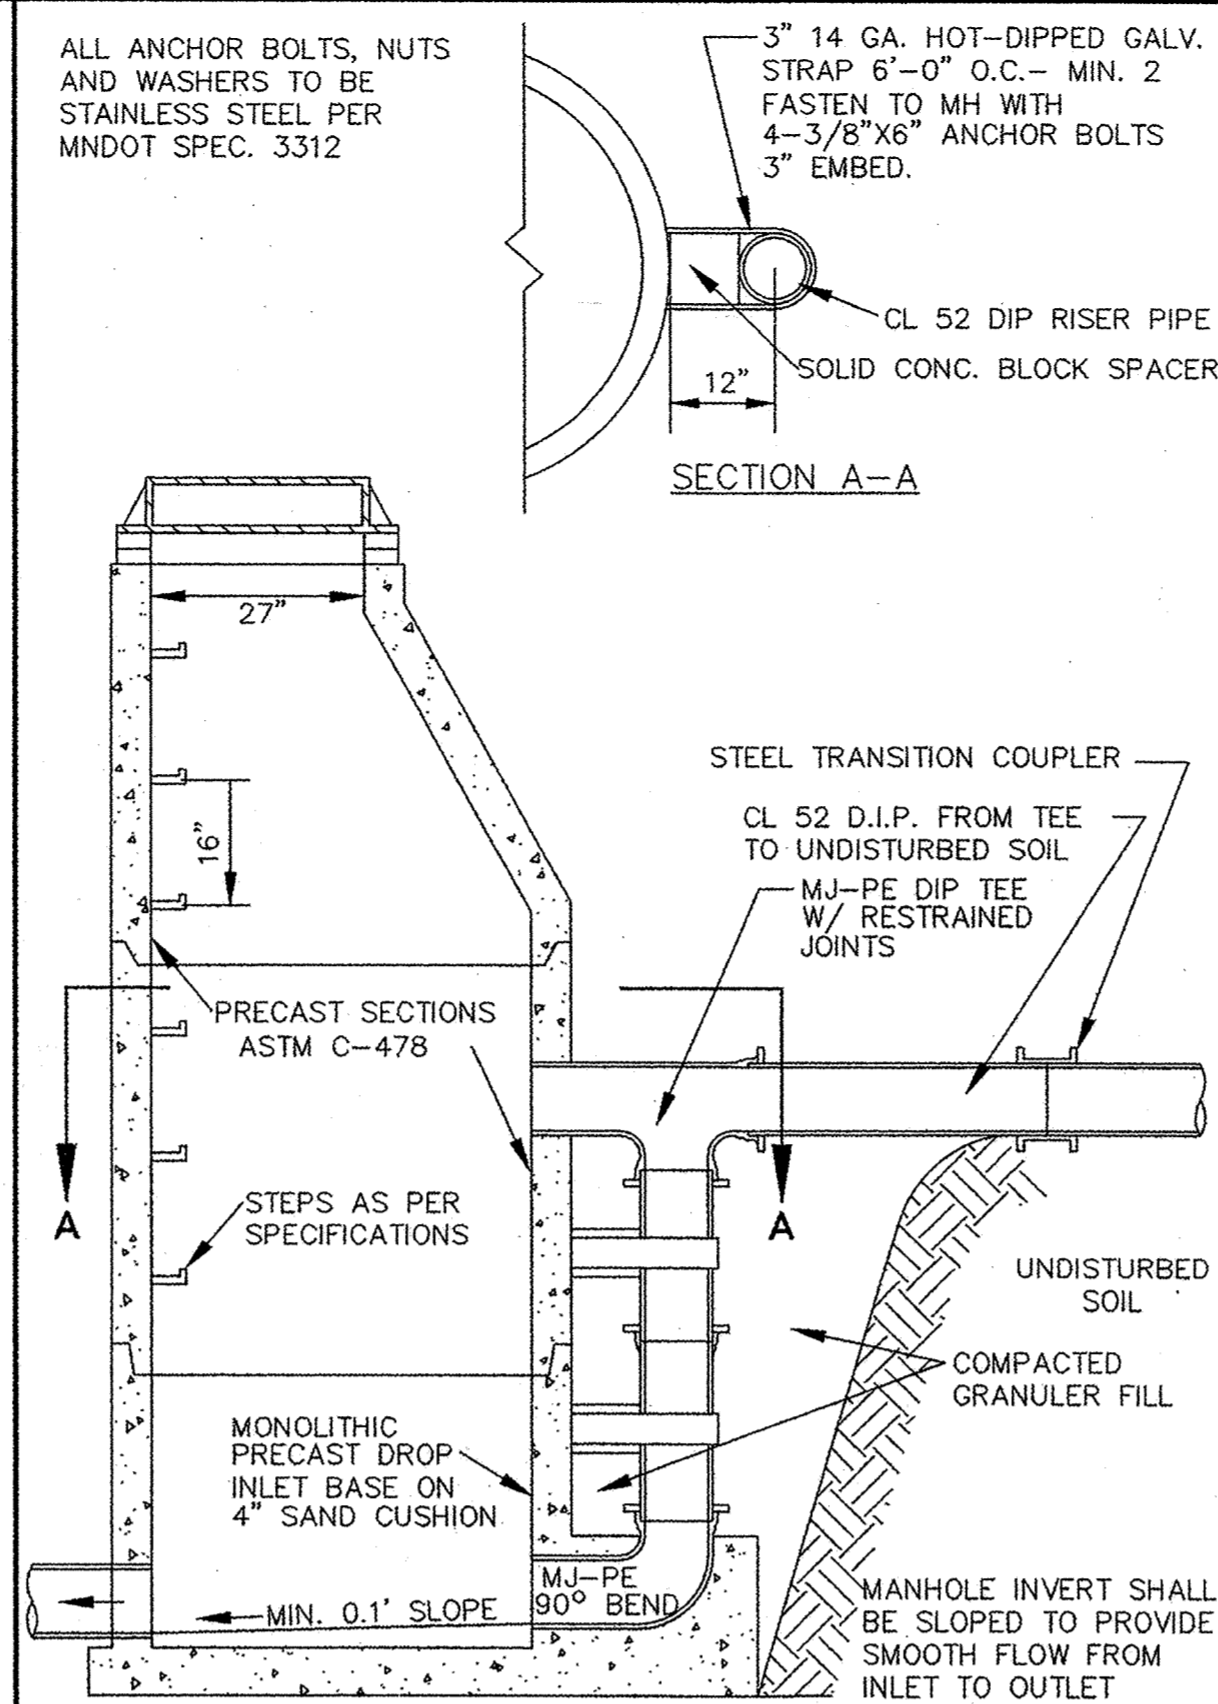 ALL ANCHOR BOLTS, NUTS
AND WASHERS TO BE
STAINLESS STEEL PER
MNDOT SPEC. 3312
3" 14 GA. HOT-DIPPED GALV.
STRAP 6'-0" O.C.- MIN. 2
FASTEN TO MH WITH
4-3/8"X6" ANCHOR BOLTS
3" EMBED.
CL 52 DIP RISER PIPE
SOLID CONC. BLOCK SPACER
12"
SECTION A-A
27"
16"
STEEL TRANSITION COUPLER
CL 52 D.I.P. FROM TEE
TO UNDISTURBED SOIL
MJ-PE DIP TEE
W/ RESTRAINED
JOINTS
PRECAST SECTIONS
ASTM C-478
A
A
STEPS AS PER
SPECIFICATIONS
UNDISTURBED
SOIL
COMPACTED
GRANULER FILL
MONOLITHIC
PRECAST DROP
INLET BASE ON
4" SAND CUSHION
MJ-PE
90° BEND
MIN. 0.1' SLOPE
MANHOLE INVERT SHALL
BE SLOPED TO PROVIDE
SMOOTH FLOW FROM
INLET TO OUTLET